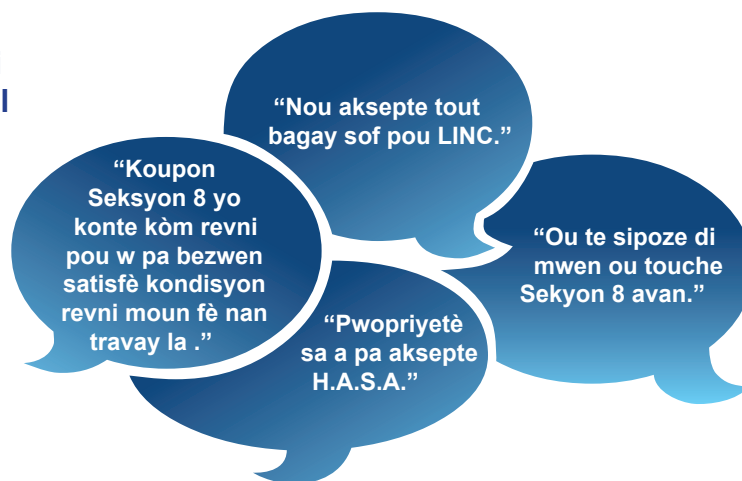 l
“Nou aksepte tout
bagay sof pou LINC.”
“Koupon
Seksyon 8 yo
konte kòm revni
pou w pa bezwen
satisfè kondisyon
revni moun fè nan
travay la .”
“Ou te sipoze di
mwen ou touche
Sekyon 8 avan.”
“Pwopriyetè
sa a pa aksepte
H.A.S.A.”